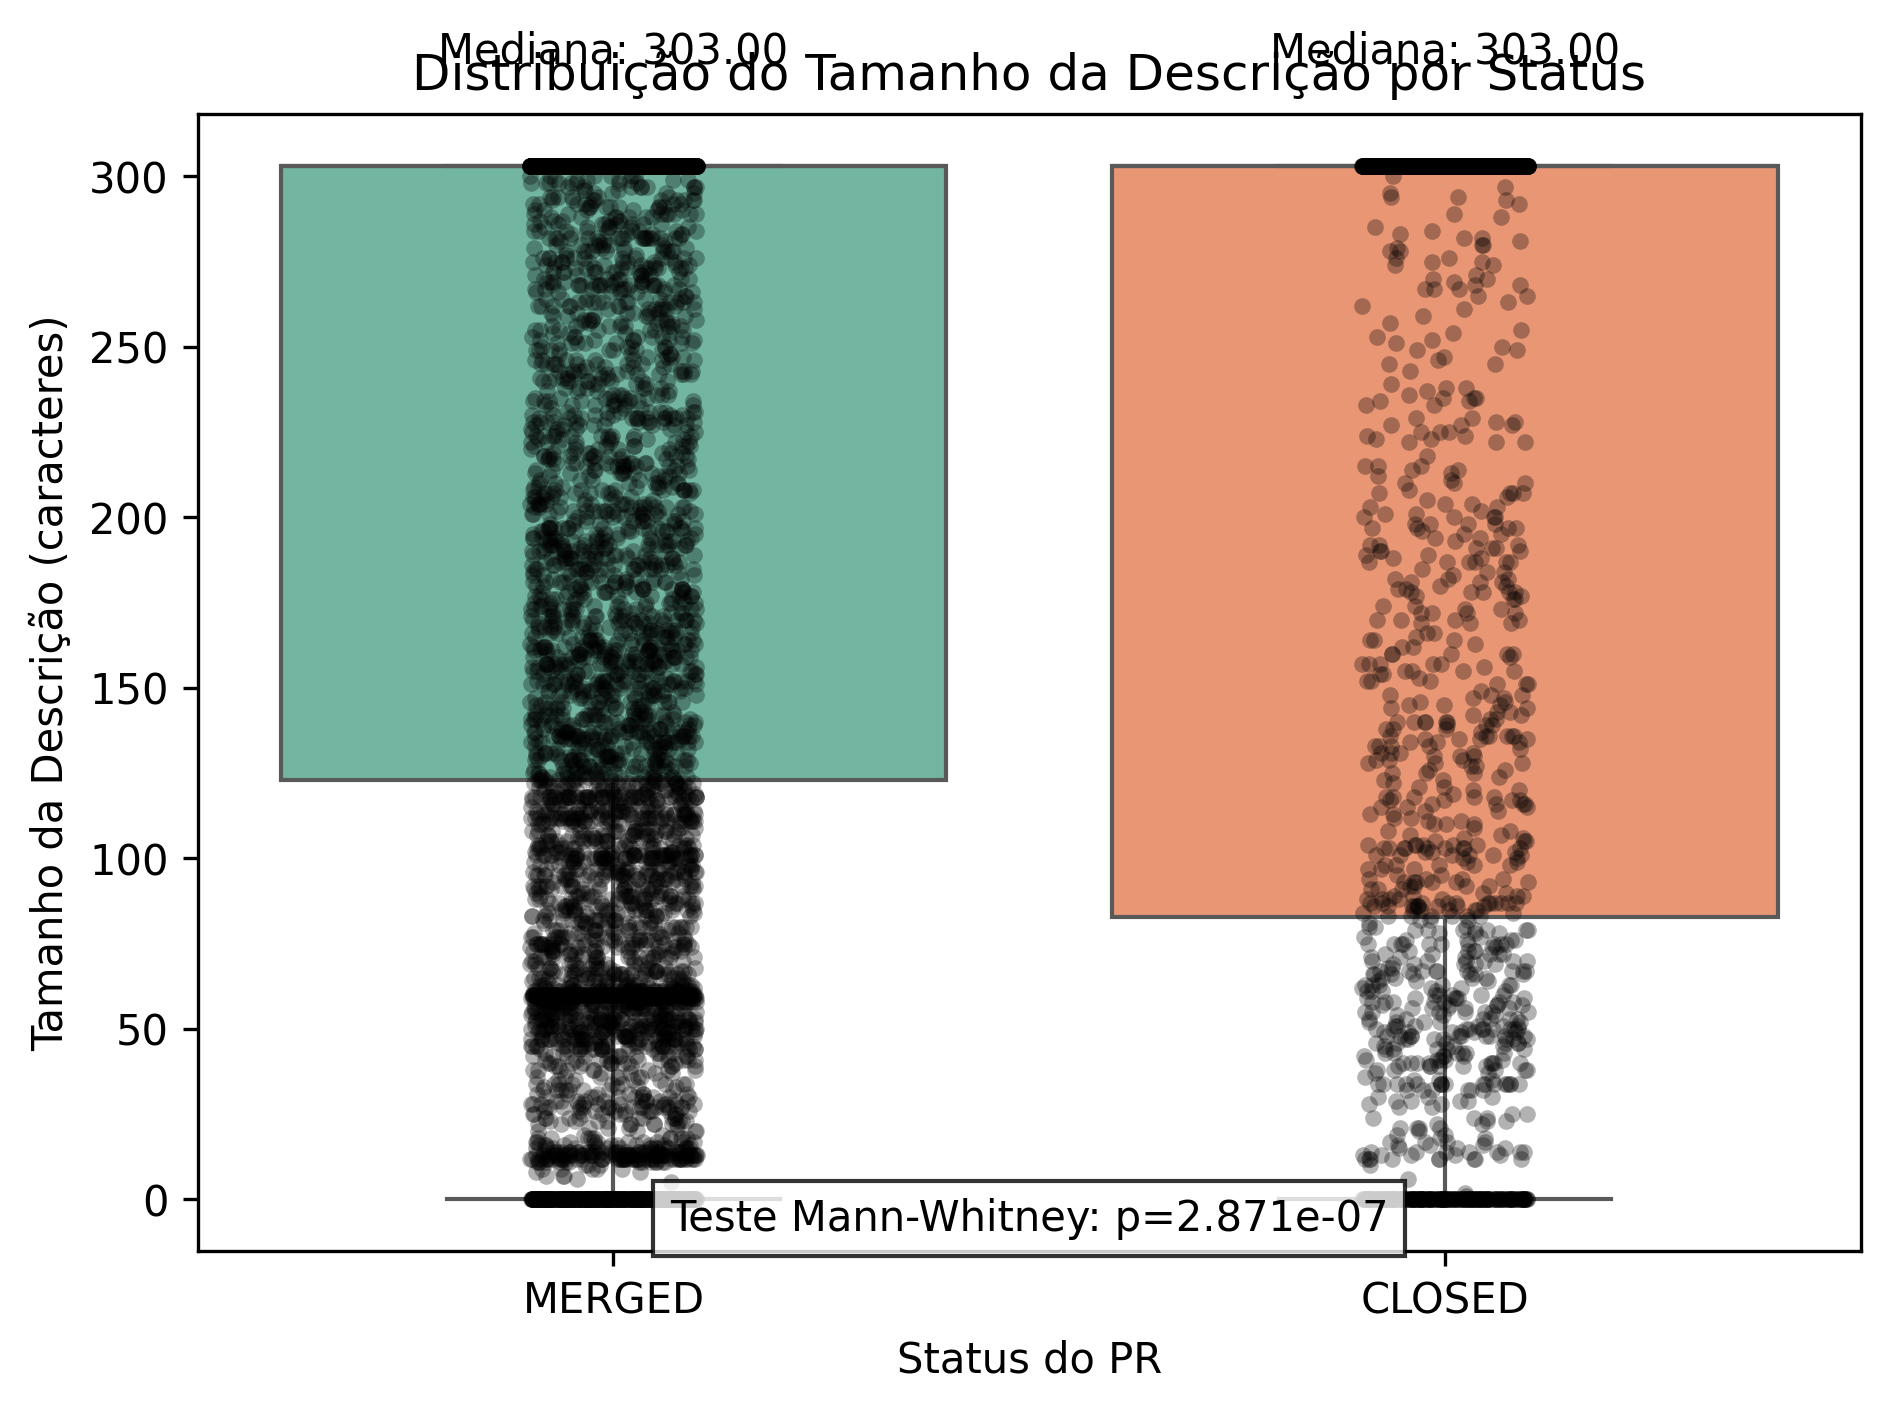 Mediana: 303.00
Mediana: 303.00
Distribuição do Tamanho da Descrição por Status
Tamanho da Descrição (caracteres)
300
250
200
150
100
50
0
Teste Mann-Whitney: p=2.871e-07
MERGED
CLOSED
Status do PR